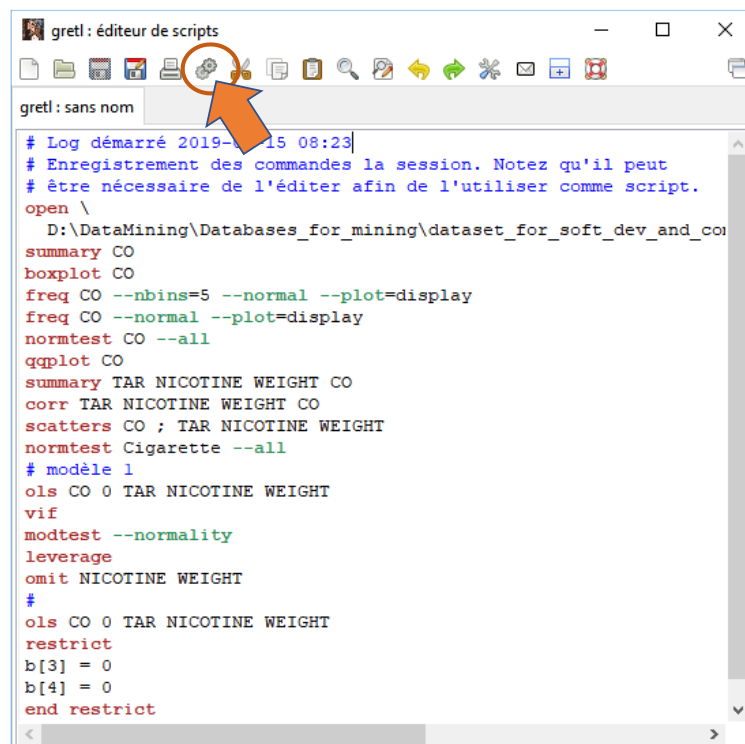 gretl : éditeur de scripts
gretl : sans nom
# Log démarré 2019- -15 08:23
# Enregistrement des commandes la session. Notez qu'il peut
# être nécessaire de l'éditer afin de l'utiliser comme script.
open \
D:\DataMining\Databases_for_mining\dataset_for_soft_dev_and_co
summary CO
boxplot CO
freq CO --nbins=5 --normal --plot=display
freq CO --normal --plot=display
normtest CO --all
qqplot CO
summary TAR NICOTINE WEIGHT CO
corr TAR NICOTINE WEIGHT CO
scatters CO ; TAR NICOTINE WEIGHT
normtest Cigarette --all
# modèle 1
ols CO 0 TAR NICOTINE WEIGHT
vif
modtest --normality
leverage
omit NICOTINE WEIGHT
#
ols CO 0 TAR NICOTINE WEIGHT
restrict
b[3] = 0
b[4] = 0
end restrict